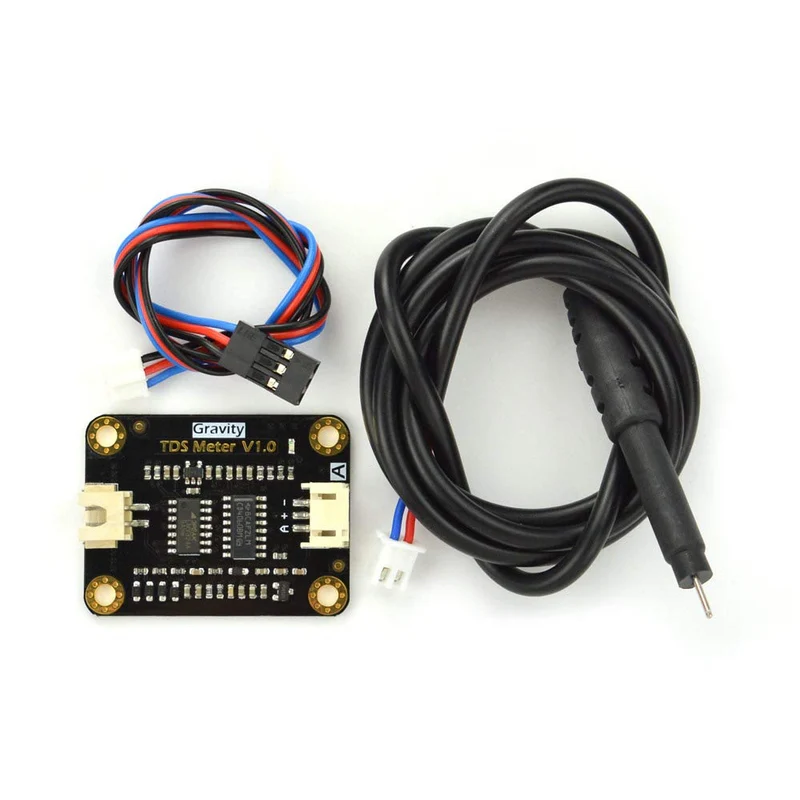 Gravity
TDS Meter V1.0
A
A + -